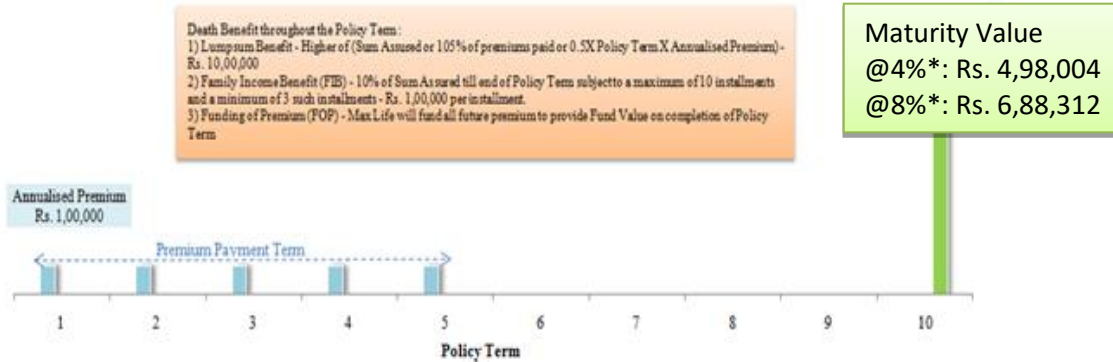 Death Benefit throughout the Policy Term :
1) Lumpsum Benefit - Higher of (Sum Assured or 105% of premiums paid or 0.5X Policy Term X Annualised Premium) -
Rs. 10,00,000
2) Family Income Benefit (FIB) - 10% of Sum Assured till end of Policy Term subject to a maximum of 10 installments
and a minimum of 3 such installments - Rs. 1,00,000 per installment.
3) Funding of Premium (FOP) - Max Life will fund all future premium to provide Fund Value on completion of Policy
Term
Maturity Value
@4%*: Rs. 4,98,004
@8%*: Rs. 6,88,312
Annualised Premium
Rs. 1,00,000
Premium Payment Term
1 2 3 4 5 6 7 8 9 10
Policy Term